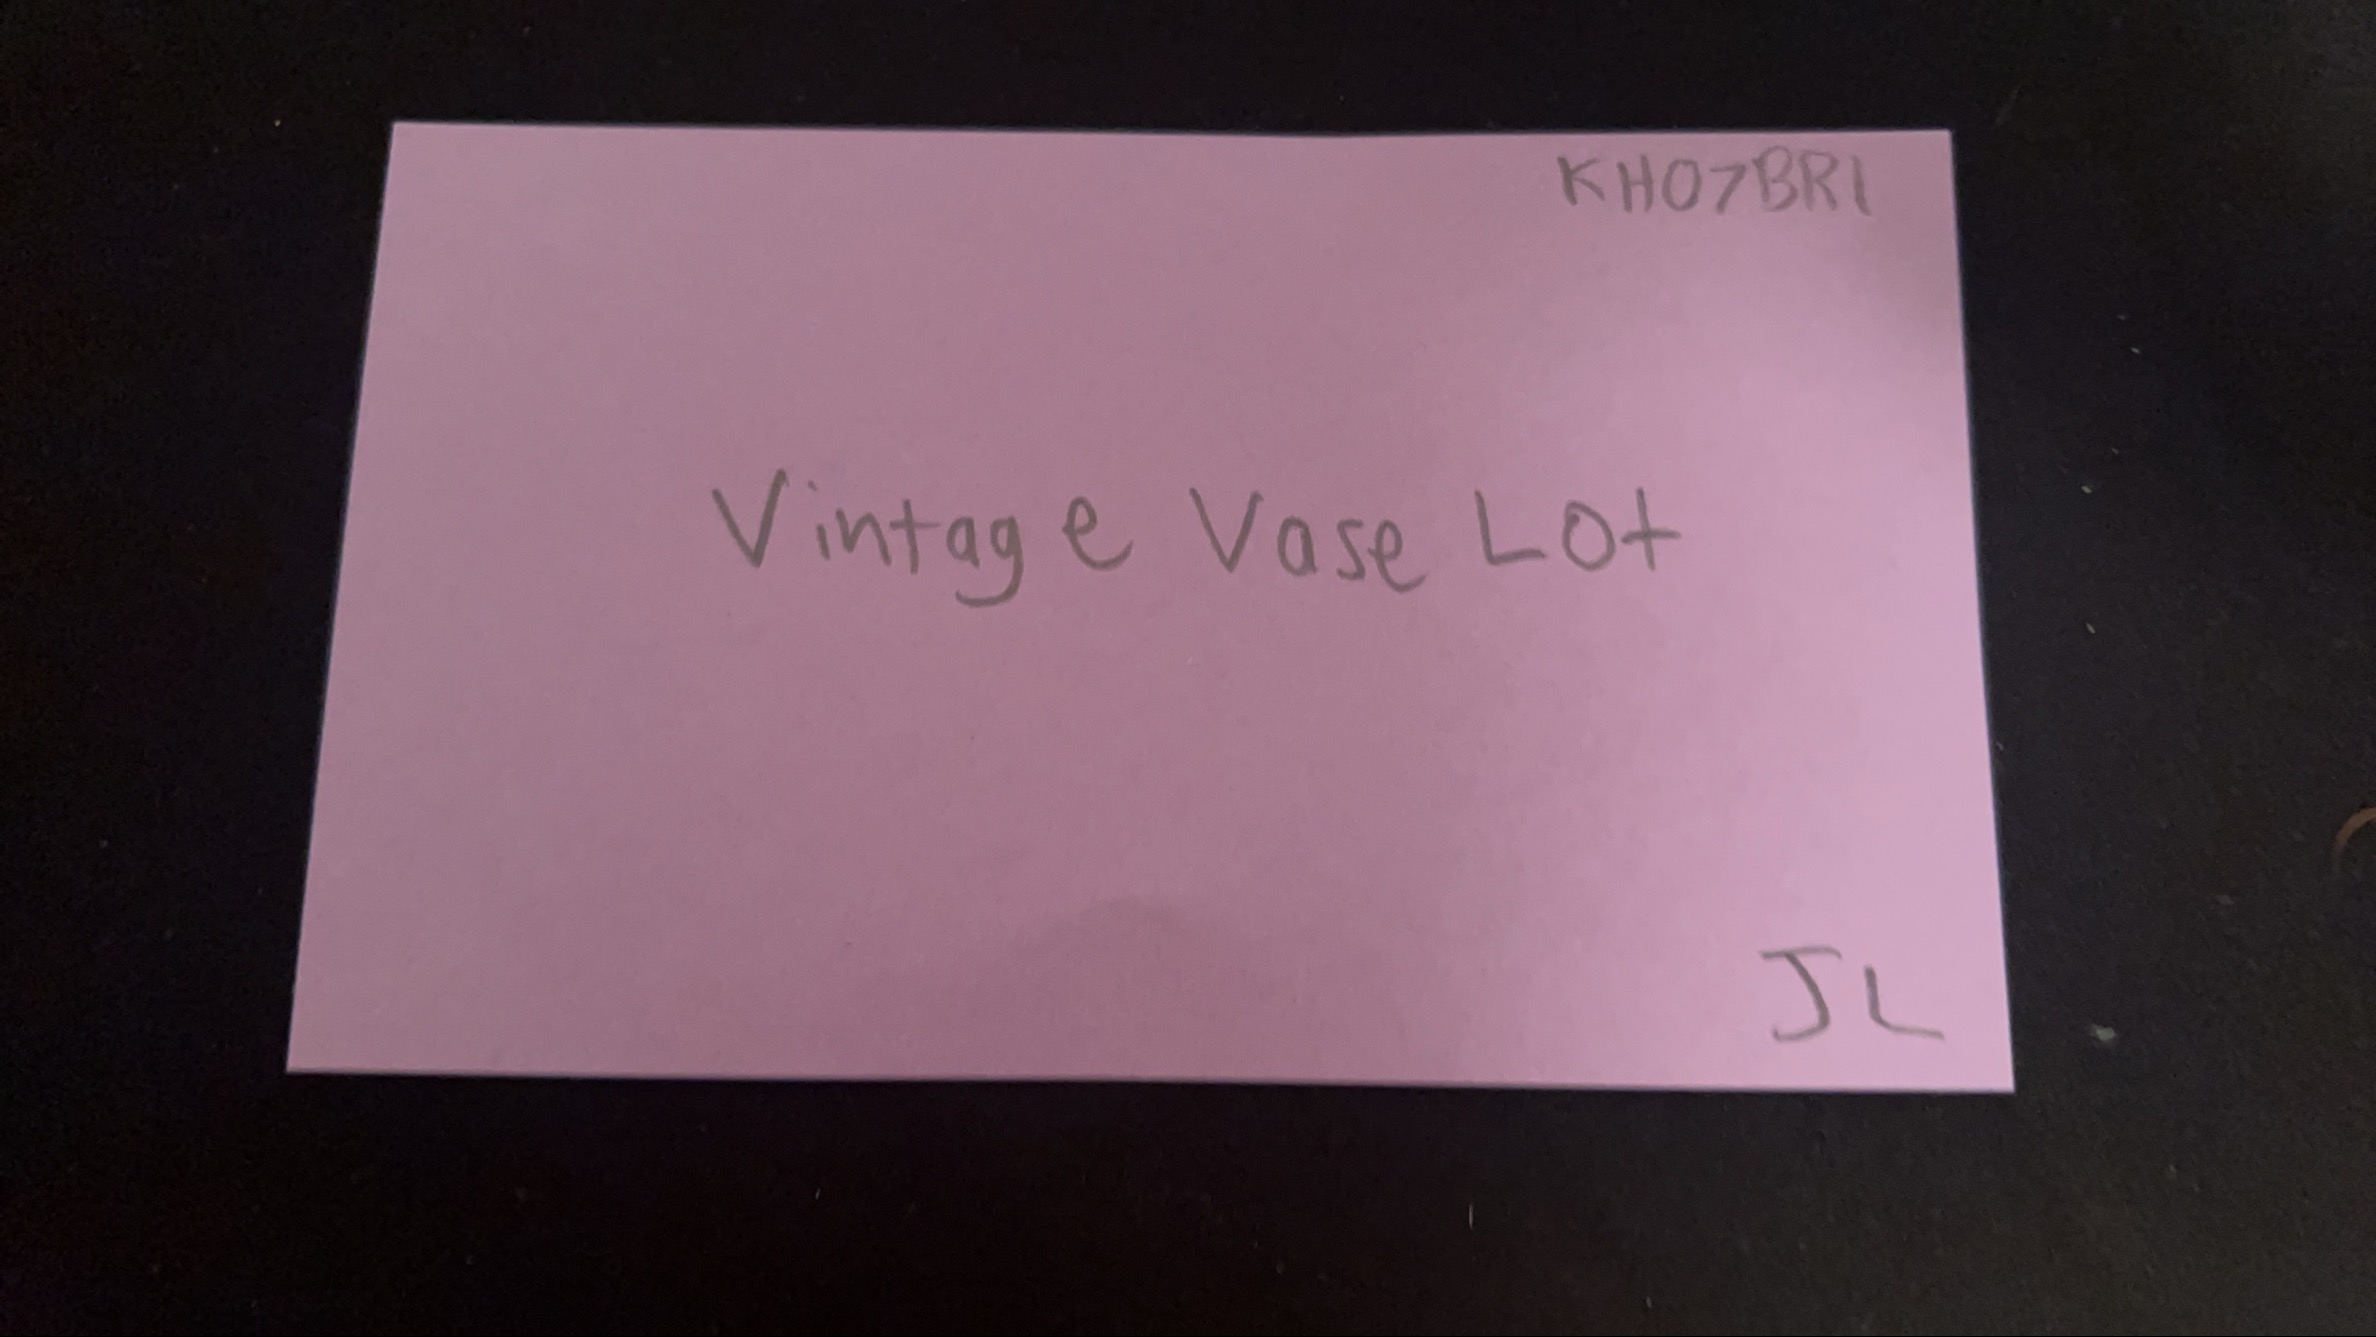 KH07BR1
Vintage Vase Lot
JL